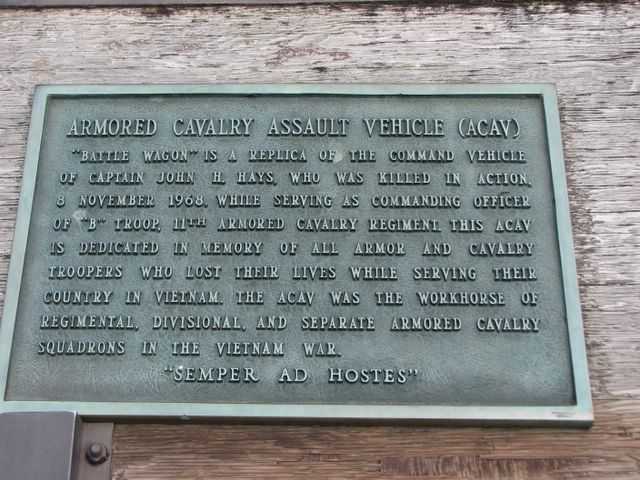 ARMORED CAVALRY ASSAULT VEHICLE (ACAV)
"BATTLE WAGON" IS A REPLICA OF THE COMMAND VEHICLE
OF CAPTAIN JOHN H. HAYS, WHO WAS KILLED IN ACTION,
8 NOVEMBER 1968, WHILE SERVING AS COMMANDING OFFICER
OF "B" TROOP, 11TH ARMORED CAVALRY REGIMENT. THIS ACAV
IS DEDICATED IN MEMORY OF ALL ARMOR AND CAVALRY
TROOPERS WHO LOST THEIR LIVES WHILE SERVING THEIR
COUNTRY IN VIETNAM. THE ACAV WAS THE WORKHORSE OF
REGIMENTAL, DIVISIONAL, AND SEPARATE ARMORED CAVALRY
SQUADRONS IN THE VIETNAM WAR.
"SEMPER AD HOSTES"